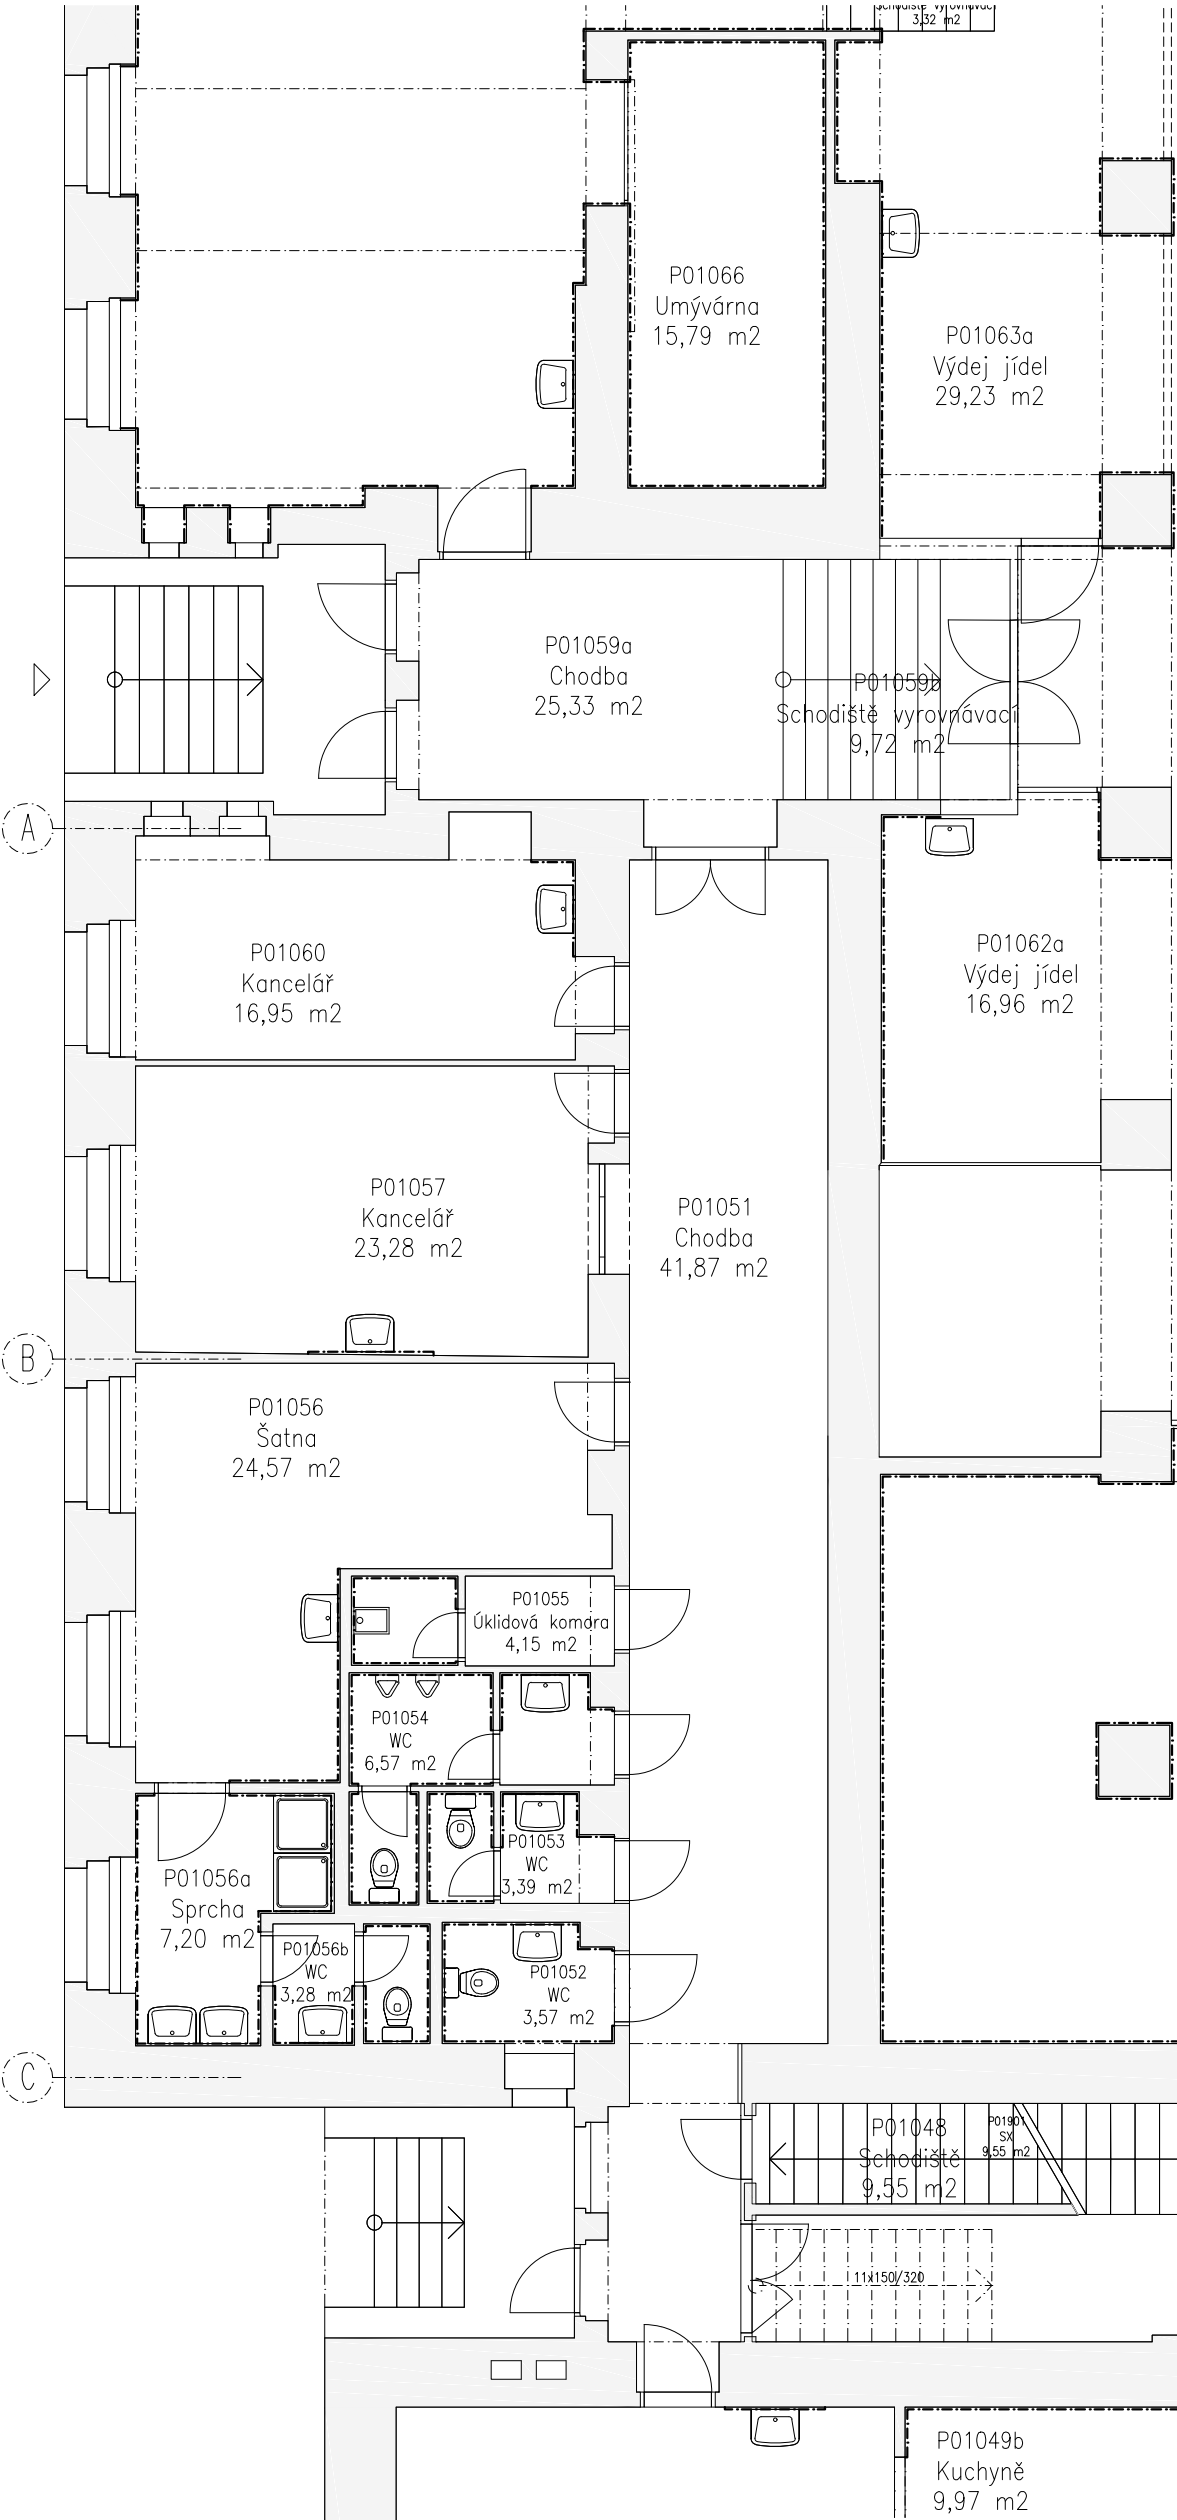 Schodiště vyrovnávací
3,32 m2
P01066
Umývárna
15,79 m2
P01063a
Výdej jídel
29,23 m2
P01059a
Chodba
25,33 m2
P01059b
Schodiště vyrovnávací
9,72 m2
A
P01060
Kancelář
16,95 m2
P01062a
Výdej jídel
16,96 m2
P01057
Kancelář
23,28 m2
P01051
Chodba
41,87 m2
B
P01056
Šatna
24,57 m2
P01055
Úklidová komora
4,15 m2
P01054
WC
6,57 m2
P01053
WC
3,39 m2
P01056a
Sprcha
7,20 m2
P01056b
WC
3,28 m2
P01052
WC
3,57 m2
C
P01048
Schodiště
9,55 m2
P01901
SX
9,55 m2
11x150/320
P01049b
Kuchyně
9,97 m2